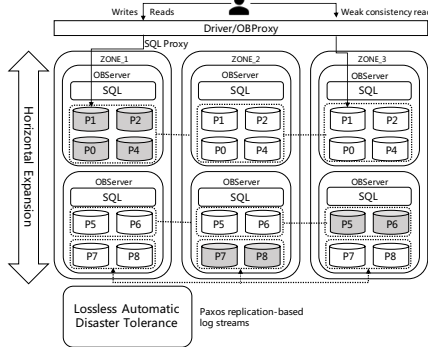 Writes Reads Weak consistency read
Driver/OBProxy
SQL Proxy
ZONE_1 ZONE_2 ZONE_3
OBServer OBServer OBServer
SQL SQL SQL
P1 P2 P1 P2 P1 P2
P0 P4 P0 P4 P0 P4
Horizontal Expansion
OBServer OBServer OBServer
SQL SQL SQL
P5 P6 P5 P6 P5 P6
P7 P8 P7 P8 P7 P8
Lossless Automatic
Disaster Tolerance
Paxos replication-based
log streams